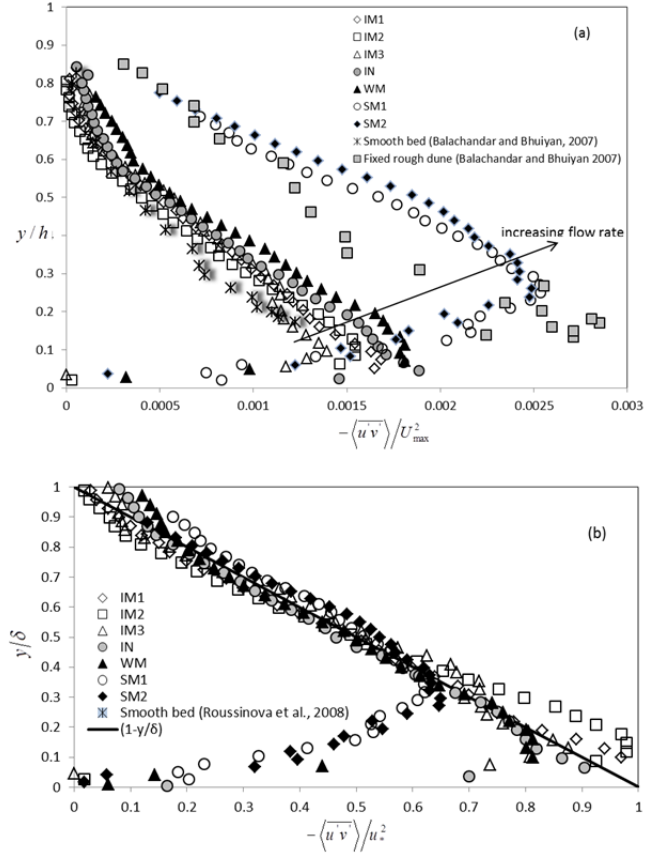 (a)
IM1
IM2
IM3
IN
WM
SM1
SM2
Smooth bed (Balachandar and Bhuiyan, 2007)
Fixed rough dune (Balachandar and Bhuiyan 2007)
increasing flow rate
1
0.9
0.8
0.7
0.6
0.5
y/h
0.3
0.2
0.1
0
0 0.0005 0.001 0.0015 0.002 0.0025 0.003
−⟨u'v'⟩/U²max
(b)
1
0.9
0.8
0.7
0.6
0.5
0.4
0.3
0.2
0.1
0
y/δ
IM1
IM2
IM3
IN
WM
SM1
SM2
Smooth bed (Roussinova et al., 2008)
(1-y/δ)
0 0.1 0.2 0.3 0.4 0.5 0.6 0.7 0.8 0.9 1
−⟨u'v'⟩/u*²